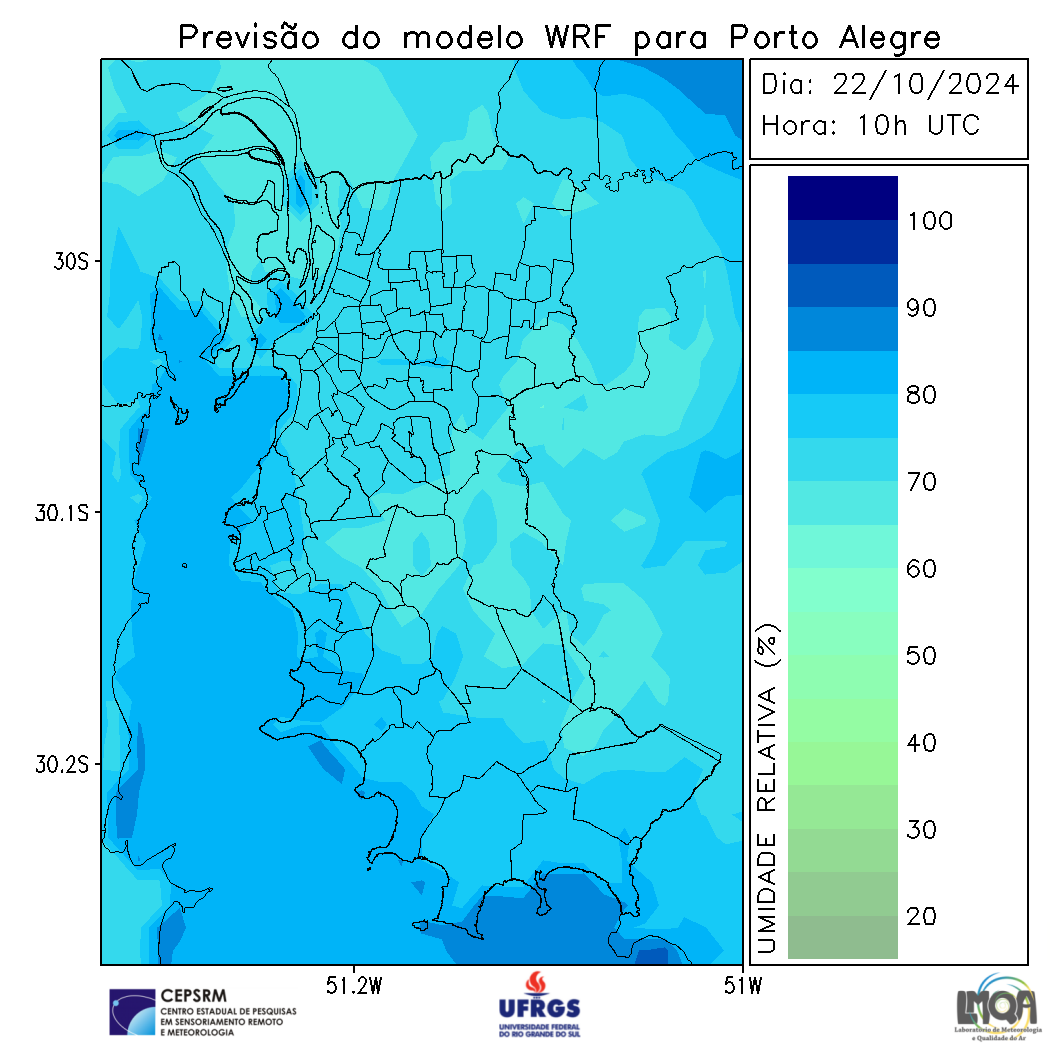 Previsão do modelo WRF para Porto Alegre
Dia: 22/10/2024
Hora: 10h UTC
100
90
80
70
60
50
40
30
20
UMIDADE RELATIVA (%)
30S
30.1S
30.2S
51.2W
51W
CEPSRM
CENTRO ESTADUAL DE PESQUISAS
EM SENSORIAMENTO REMOTO
E METEOROLOGIA
UFRGS
UNIVERSIDADE FEDERAL
DO RIO GRANDE DO SUL
LMQA
Laboratório de Meteorologia
e Qualidade do Ar